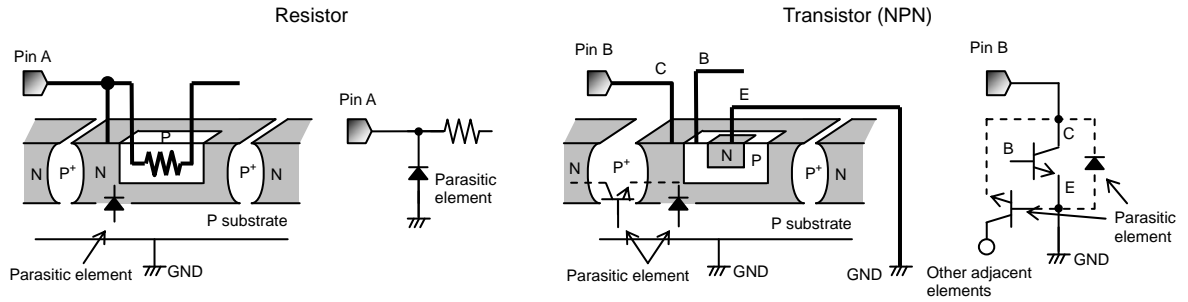 Resistor
Transistor (NPN)
Pin A
P
N
P+
N
P+
N
P substrate
Parasitic element
GND
Pin A
Parasitic
element
Pin B
C
B
E
N
P+
N
N
P
P+
N
P substrate
Parasitic element
GND
GND
Pin B
C
B
E
Parasitic
element
GND
Other adjacent
elements